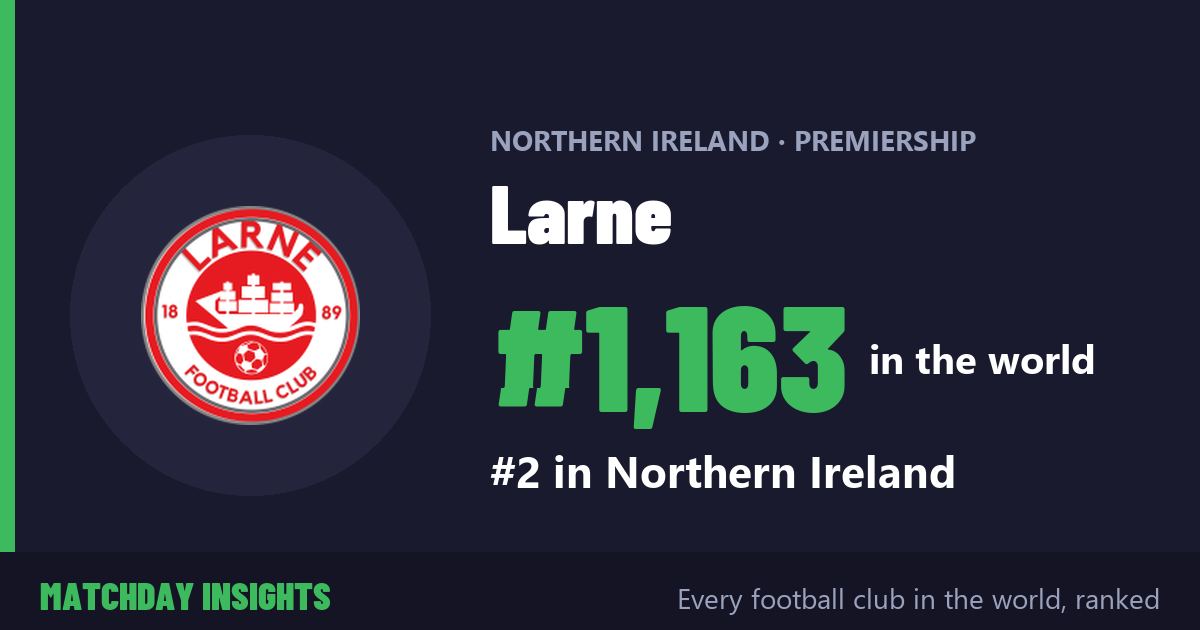 NORTHERN IRELAND · PREMIERSHIP
Larne
#1,163 in the world
#2 in Northern Ireland
LARNE
18 89
FOOTBALL CLUB
MATCHDAY INSIGHTS
Every football club in the world, ranked